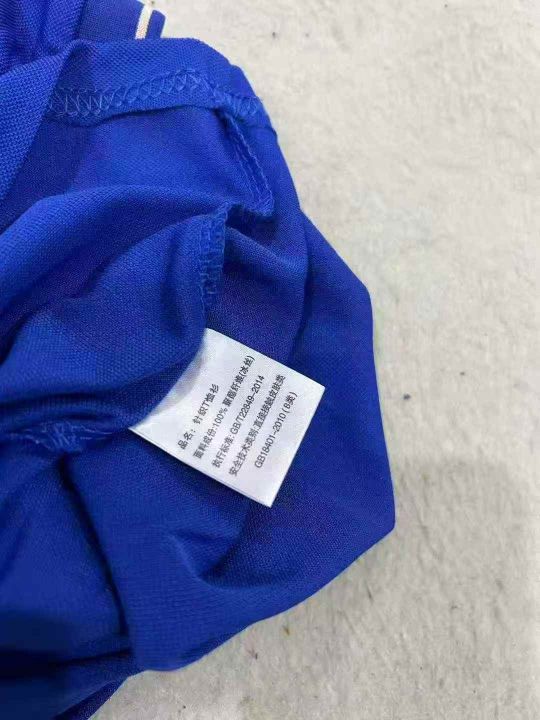 品名：针织T恤衫
面料成份:100%聚酯纤维(冰丝)
执行标准:GB/T22849-2014
安全技术类别:直接接触皮肤类
GB18401-2010(B类)